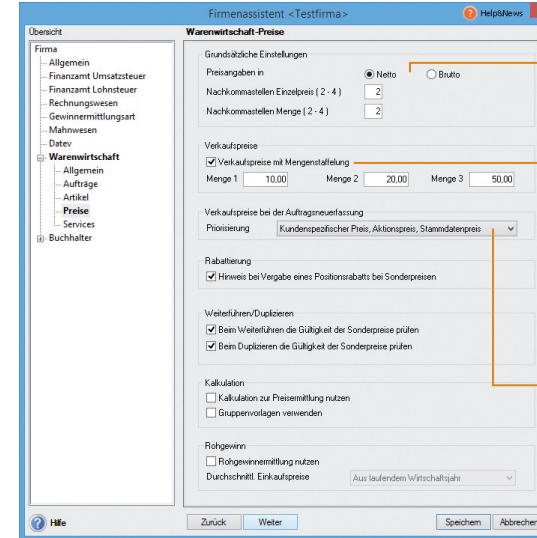 Firmenassistent <Testfirma>
Help&News
Übersicht
Firma
Allgemein
Finanzamt Umsatzsteuer
Finanzamt Lohnsteuer
Rechnungswesen
Gewinnermittlungsart
Mahnwesen
Datev
Warenwirtschaft
Allgemein
Aufträge
Artikel
Preise
Services
Buchhalter
Warenwirtschaft-Preise
Grundsätzliche Einstellungen
Preisangaben in Netto Brutto
Nachkommastellen Einzelpreis ( 2 - 4 ) 2
Nachkommastellen Menge ( 2 - 4 ) 2
Verkaufspreise
Verkaufspreise mit Mengenstaffelung
Menge 1 10,00 Menge 2 20,00 Menge 3 50,00
Verkaufspreise bei der Auftragsneuerfassung
Priorisierung Kundenspezifischer Preis, Aktionspreis, Stammdatenpreis
Rabattierung
Hinweis bei Vergabe eines Positionsrabatts bei Sonderpreisen
Weiterführen/Duplizieren
Beim Weiterführen die Gültigkeit der Sonderpreise prüfen
Beim Duplizieren die Gültigkeit der Sonderpreise prüfen
Kalkulation
Kalkulation zur Preisermittlung nutzen
Gruppenvorlagen verwenden
Rohgewinn
Rohgewinnermittlung nutzen
Durchschnittl. Einkaufspreise Aus laufendem Wirtschaftsjahr
Hilfe Zurück Weiter Speichern Abbrechen